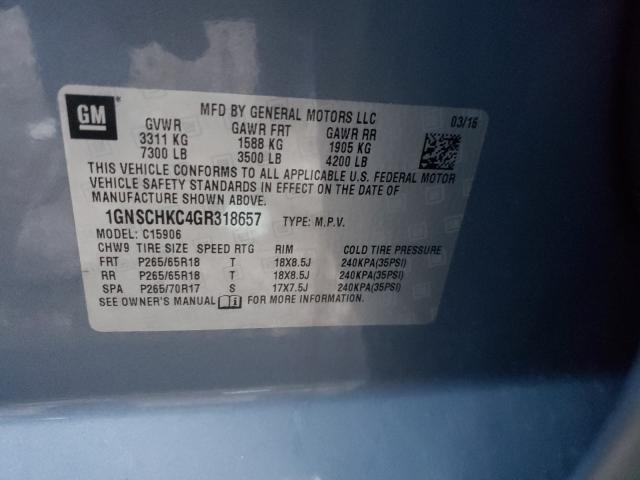 GM
MFD BY GENERAL MOTORS LLC
03/16
GVWR GAWR FRT GAWR RR
3311 KG 1588 KG 1905 KG
7300 LB 3500 LB 4200 LB
THIS VEHICLE CONFORMS TO ALL APPLICABLE U.S. FEDERAL MOTOR
VEHICLE SAFETY STANDARDS IN EFFECT ON THE DATE OF
MANUFACTURE SHOWN ABOVE.
1GNSCHKC4GR318657 TYPE: M.P.V.
MODEL: C15906
CHW9 TIRE SIZE SPEED RTG RIM COLD TIRE PRESSURE
FRT P265/65R18 T 18X8.5J 240KPA(35PSI)
RR P265/65R18 T 18X8.5J 240KPA(35PSI)
SPA P265/70R17 S 17X7.5J 240KPA(35PSI)
SEE OWNER'S MANUAL FOR MORE INFORMATION.